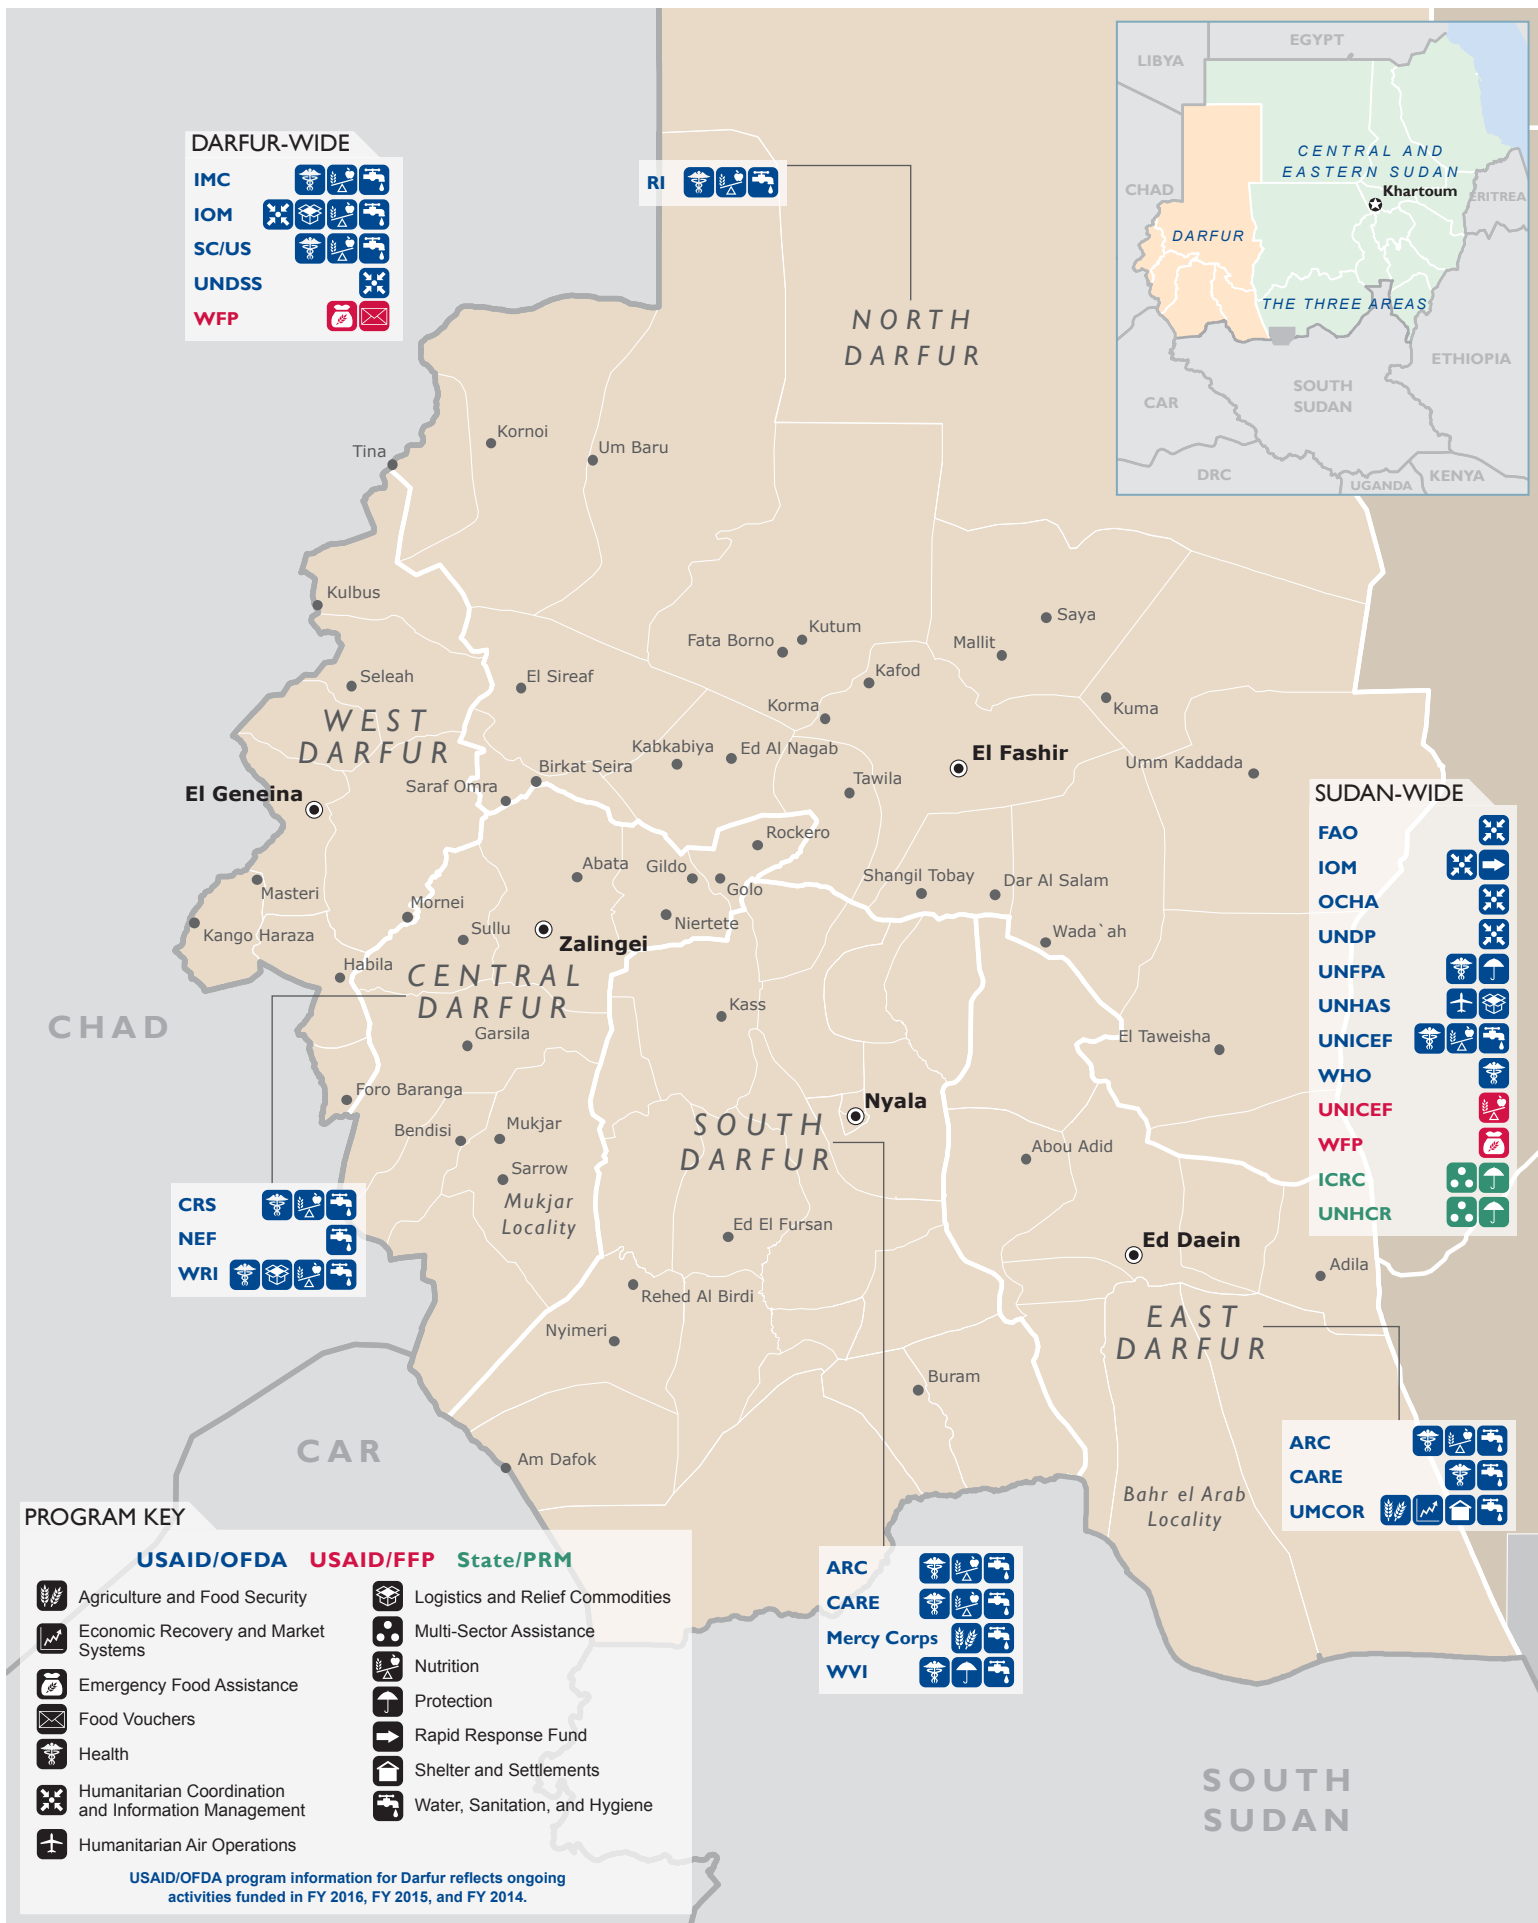 DARFUR-WIDE
IMC
IOM
SC/US
UNDSS
WFP
RI
LIBYA
EGYPT
CENTRAL AND
EASTERN SUDAN
Khartoum
CHAD
ERITREA
DARFUR
THE THREE AREAS
ETHIOPIA
SOUTH
SUDAN
CAR
DRC
UGANDA
KENYA
NORTH
DARFUR
Kornoi
Tina
Um Baru
Kulbus
Saya
Kutum
Fata Borno
Mallit
Kafod
Seleah
El Sireaf
Korma
Kuma
WEST
DARFUR
Kabkabiya
Ed Al Nagab
El Fashir
Umm Kaddada
Birkat Seira
Saraf Omra
Tawila
El Geneina
Rockero
Abata
Gildo
Golo
Shangil Tobay
Dar Al Salam
Masteri
Mornei
Niertete
Kango Haraza
Sullu
Zalingei
Wada`ah
Habila
CENTRAL
DARFUR
Kass
CHAD
Garsila
El Taweisha
Foro Baranga
Nyala
SOUTH
DARFUR
Bendisi
Mukjar
Abou Adid
Sarrow
Mukjar
Locality
Ed El Fursan
Ed Daein
Adila
Rehed Al Birdi
EAST
DARFUR
Nyimeri
Buram
CAR
Am Dafok
Bahr el Arab
Locality
SUDAN-WIDE
FAO
IOM
OCHA
UNDP
UNFPA
UNHAS
UNICEF
WHO
UNICEF
WFP
ICRC
UNHCR
CRS
NEF
WRI
ARC
CARE
UMCOR
ARC
CARE
Mercy Corps
WVI
SOUTH
SUDAN
PROGRAM KEY
USAID/OFDA USAID/FFP State/PRM
Agriculture and Food Security
Economic Recovery and Market
Systems
Emergency Food Assistance
Food Vouchers
Health
Humanitarian Coordination
and Information Management
Humanitarian Air Operations
Logistics and Relief Commodities
Multi-Sector Assistance
Nutrition
Protection
Rapid Response Fund
Shelter and Settlements
Water, Sanitation, and Hygiene
USAID/OFDA program information for Darfur reflects ongoing
activities funded in FY 2016, FY 2015, and FY 2014.